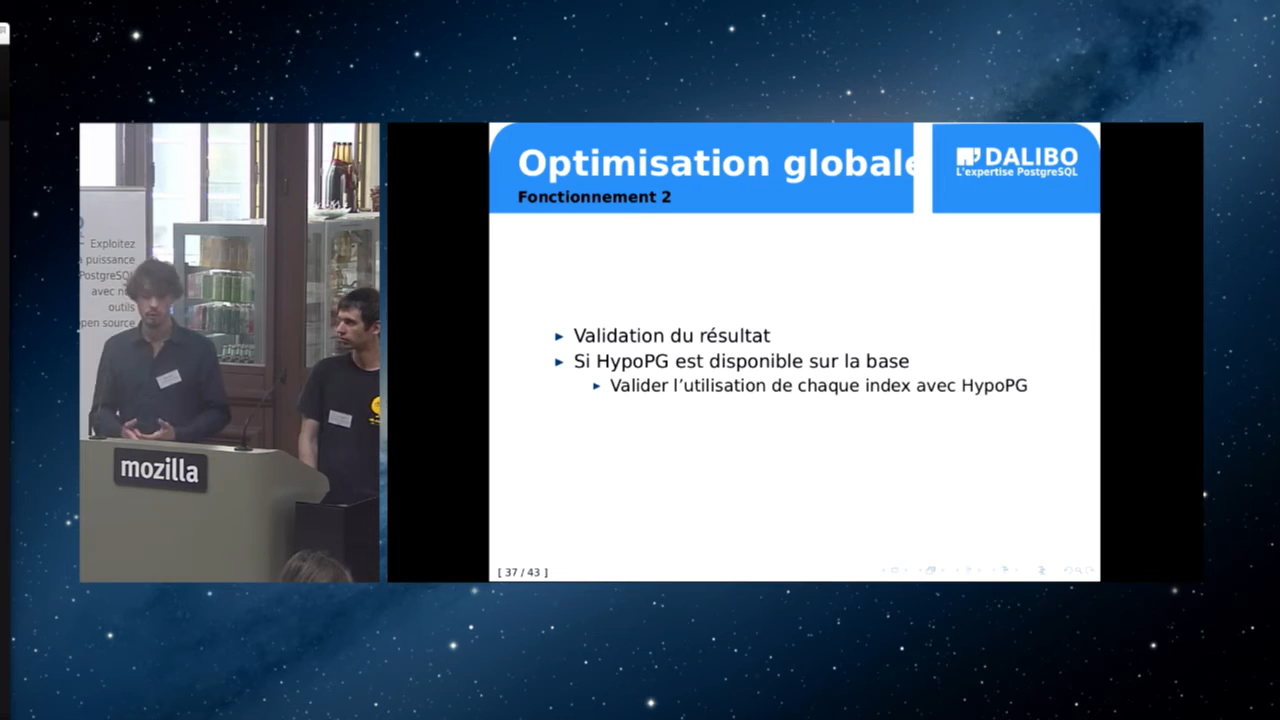 Exploitez
puissance
PostgreSQL
avec
outils
pen source
mozilla
Optimisation globale
Fonctionnement 2
DALIBO
L'expertise PostgreSQL
Validation du résultat
Si HypoPG est disponible sur la base
Valider l'utilisation de chaque index avec HypoPG
[ 37 / 43 ]